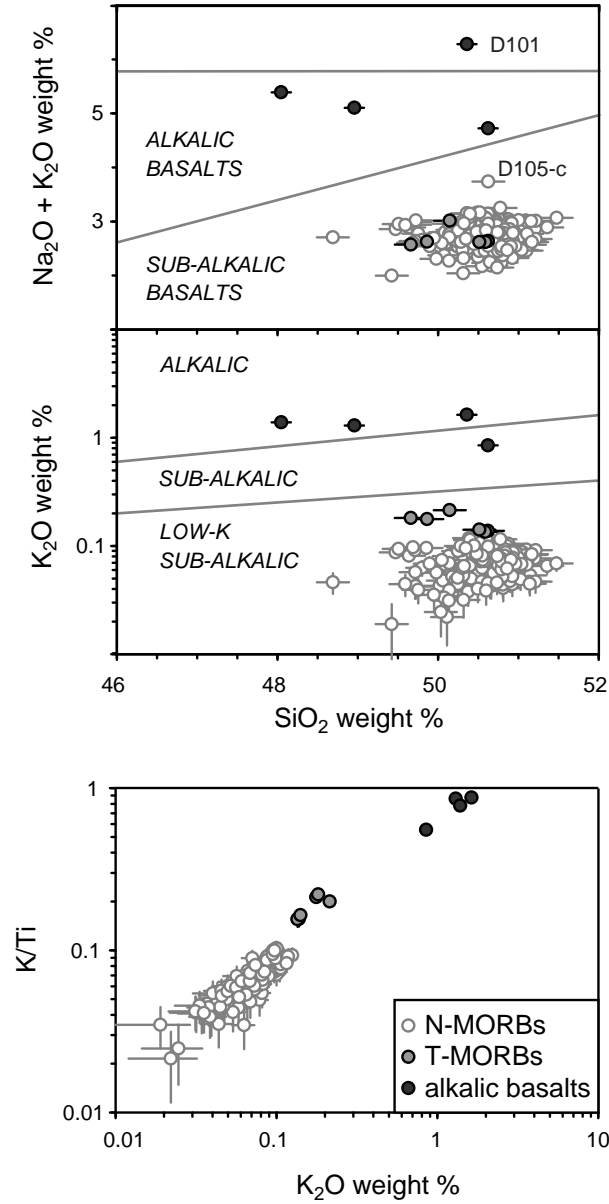 D101
5
3
Na₂O + K₂O weight %
ALKALIC
BASALTS
D105-c
SUB-ALKALIC
BASALTS
ALKALIC
SUB-ALKALIC
LOW-K
SUB-ALKALIC
1
0.1
K₂O weight %
46 48 50 52
SiO₂ weight %
1
0.1
0.01
K/Ti
N-MORBs
T-MORBs
alkalic basalts
0.01 0.1 1 10
K₂O weight %